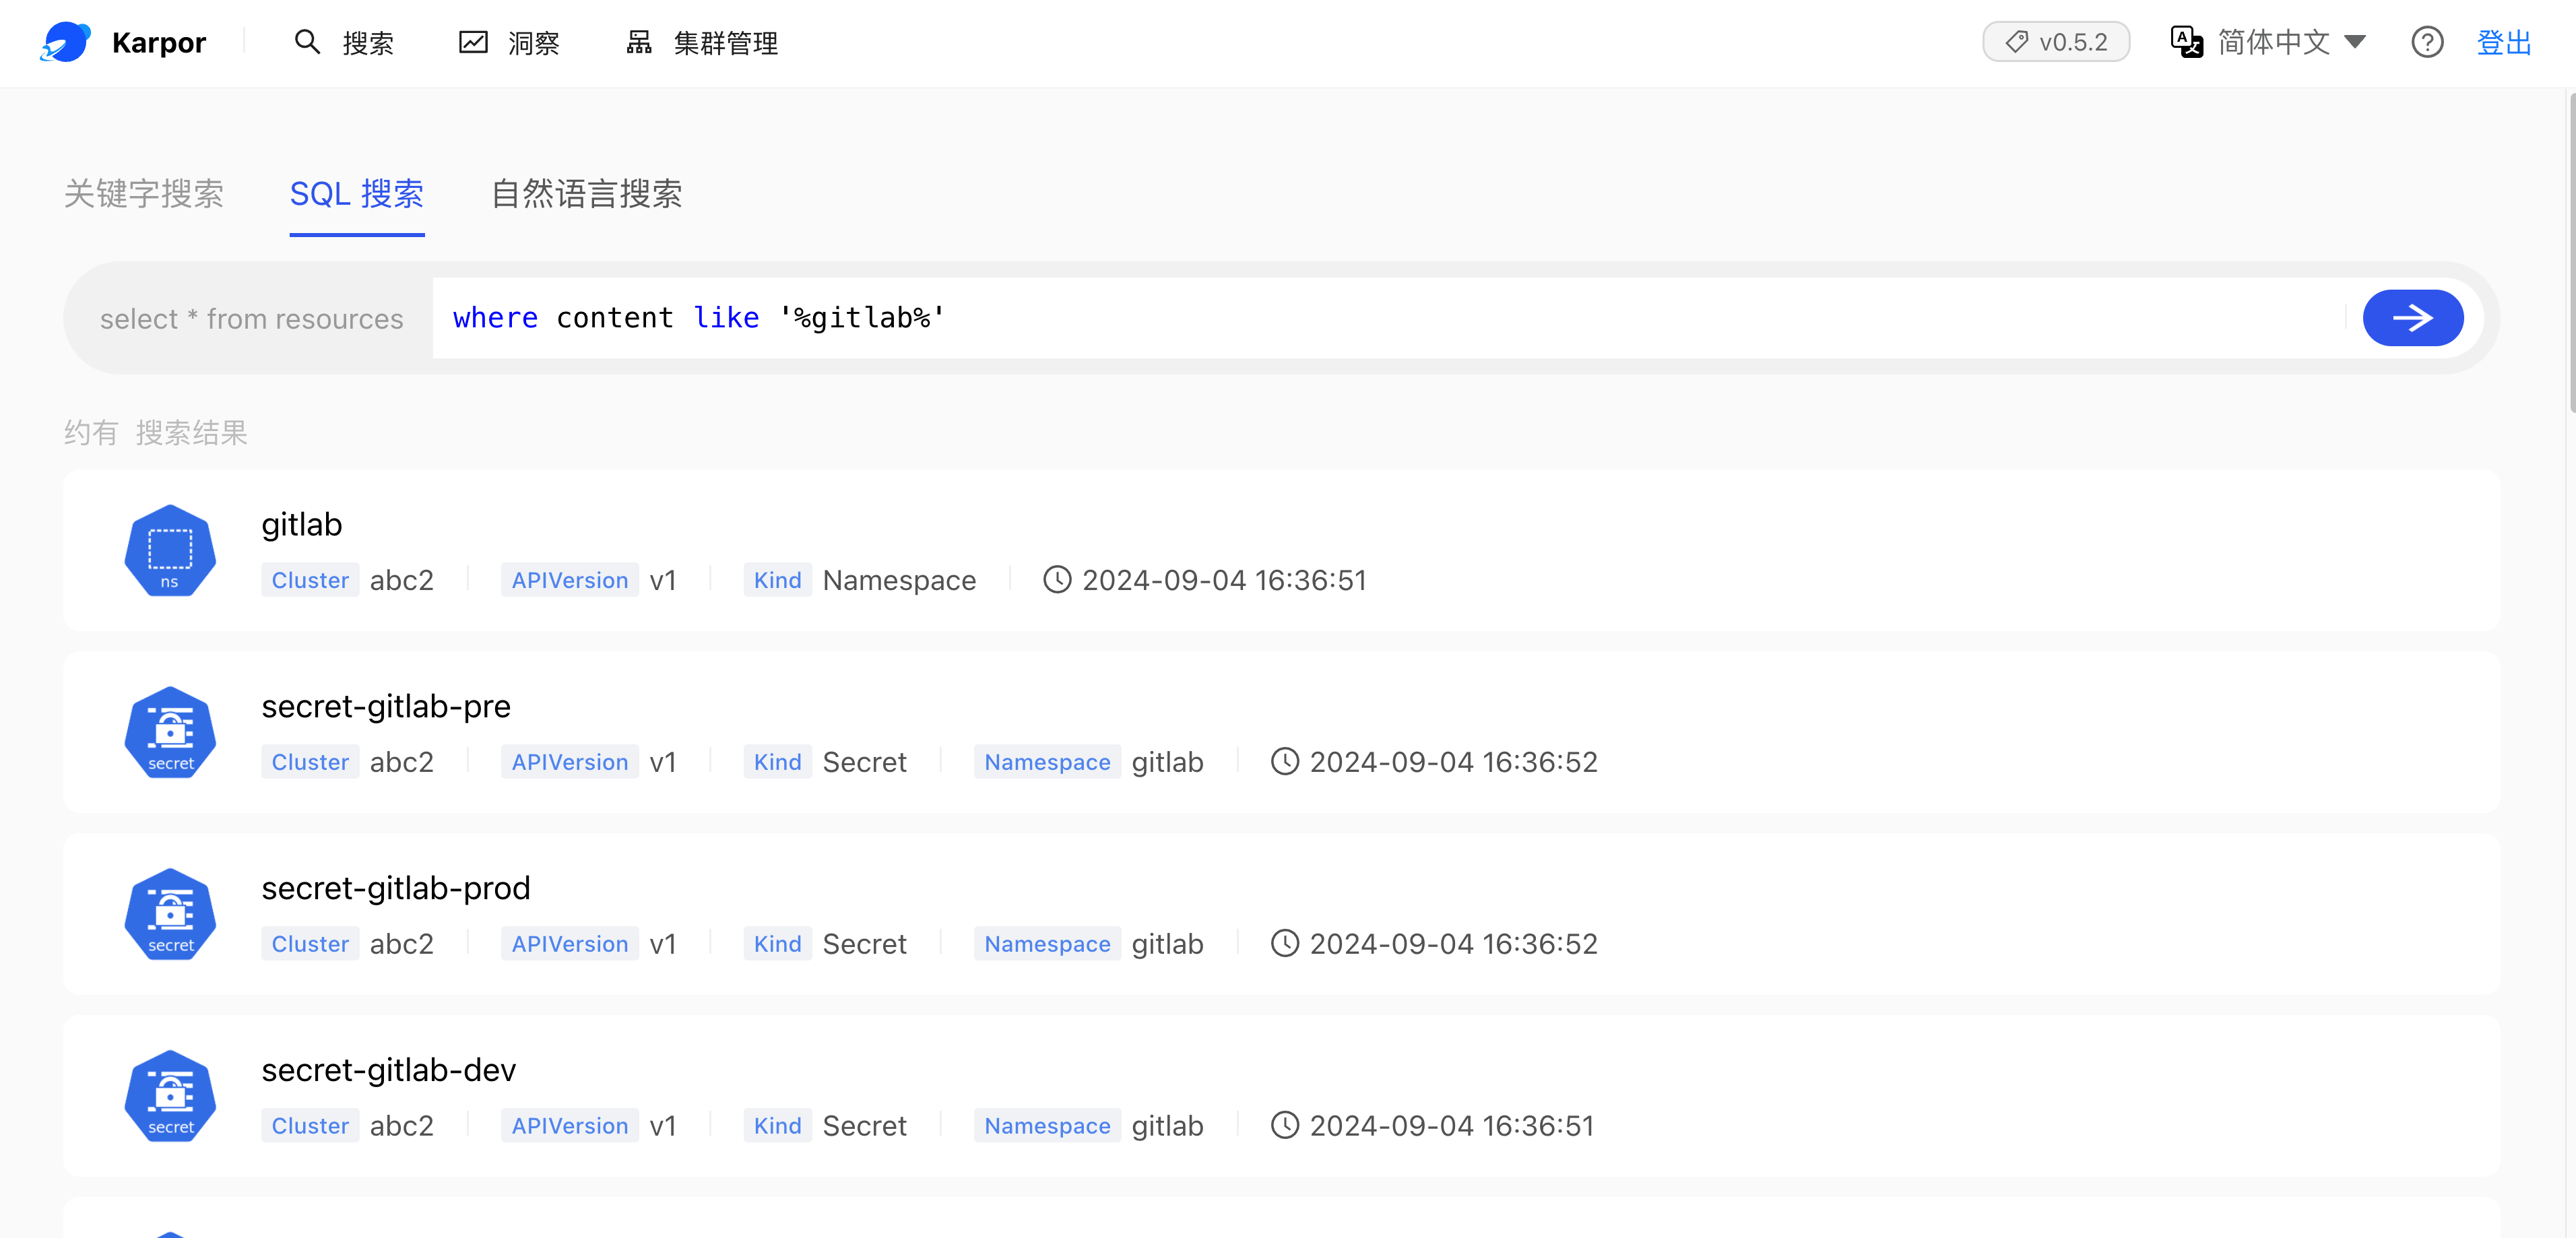 Karpor 搜索 洞察 集群管理 v0.5.2 简体中文 登出
关键字搜索 SQL 搜索 自然语言搜索
select * from resources where content like '%gitlab%'
约有 搜索结果
gitlab
ns
Cluster abc2 APIVersion v1 Kind Namespace 2024-09-04 16:36:51
secret-gitlab-pre
secret
Cluster abc2 APIVersion v1 Kind Secret Namespace gitlab 2024-09-04 16:36:52
secret-gitlab-prod
secret
Cluster abc2 APIVersion v1 Kind Secret Namespace gitlab 2024-09-04 16:36:52
secret-gitlab-dev
secret
Cluster abc2 APIVersion v1 Kind Secret Namespace gitlab 2024-09-04 16:36:51